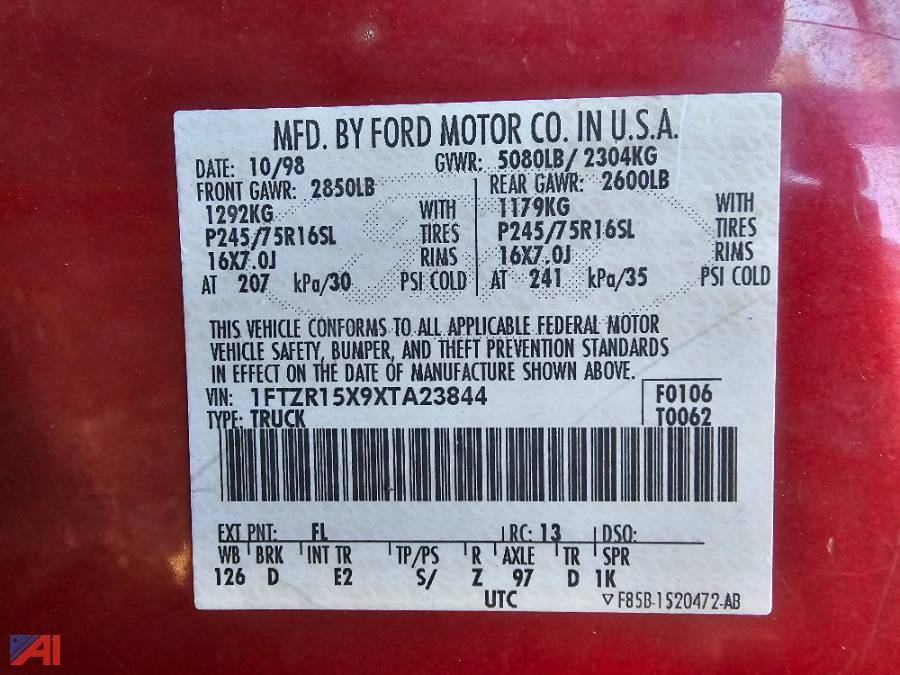 MFD. BY FORD MOTOR CO. IN U.S.A.
DATE: 10/98 GVWR: 5080LB/ 2304KG
FRONT GAWR: 2850LB REAR GAWR: 2600LB
1292KG WITH 1179KG WITH
P245/75R16SL TIRES P245/75R16SL TIRES
16X7.0J RIMS 16X7.0J RIMS
AT 207 kPa/30 PSI COLD AT 241 kPa/35 PSI COLD
THIS VEHICLE CONFORMS TO ALL APPLICABLE FEDERAL MOTOR
VEHICLE SAFETY, BUMPER, AND THEFT PREVENTION STANDARDS
IN EFFECT ON THE DATE OF MANUFACTURE SHOWN ABOVE.
VIN: 1FTZR15X9XTA23844 F0106
TYPE: TRUCK T0062
EXT PNT: FL RC: 13 DSO:
WB BRK INT TR TP/PS R AXLE TR SPR
126 D E2 S/ Z 97 D 1K
UTC F85B-1520472-AB
AI